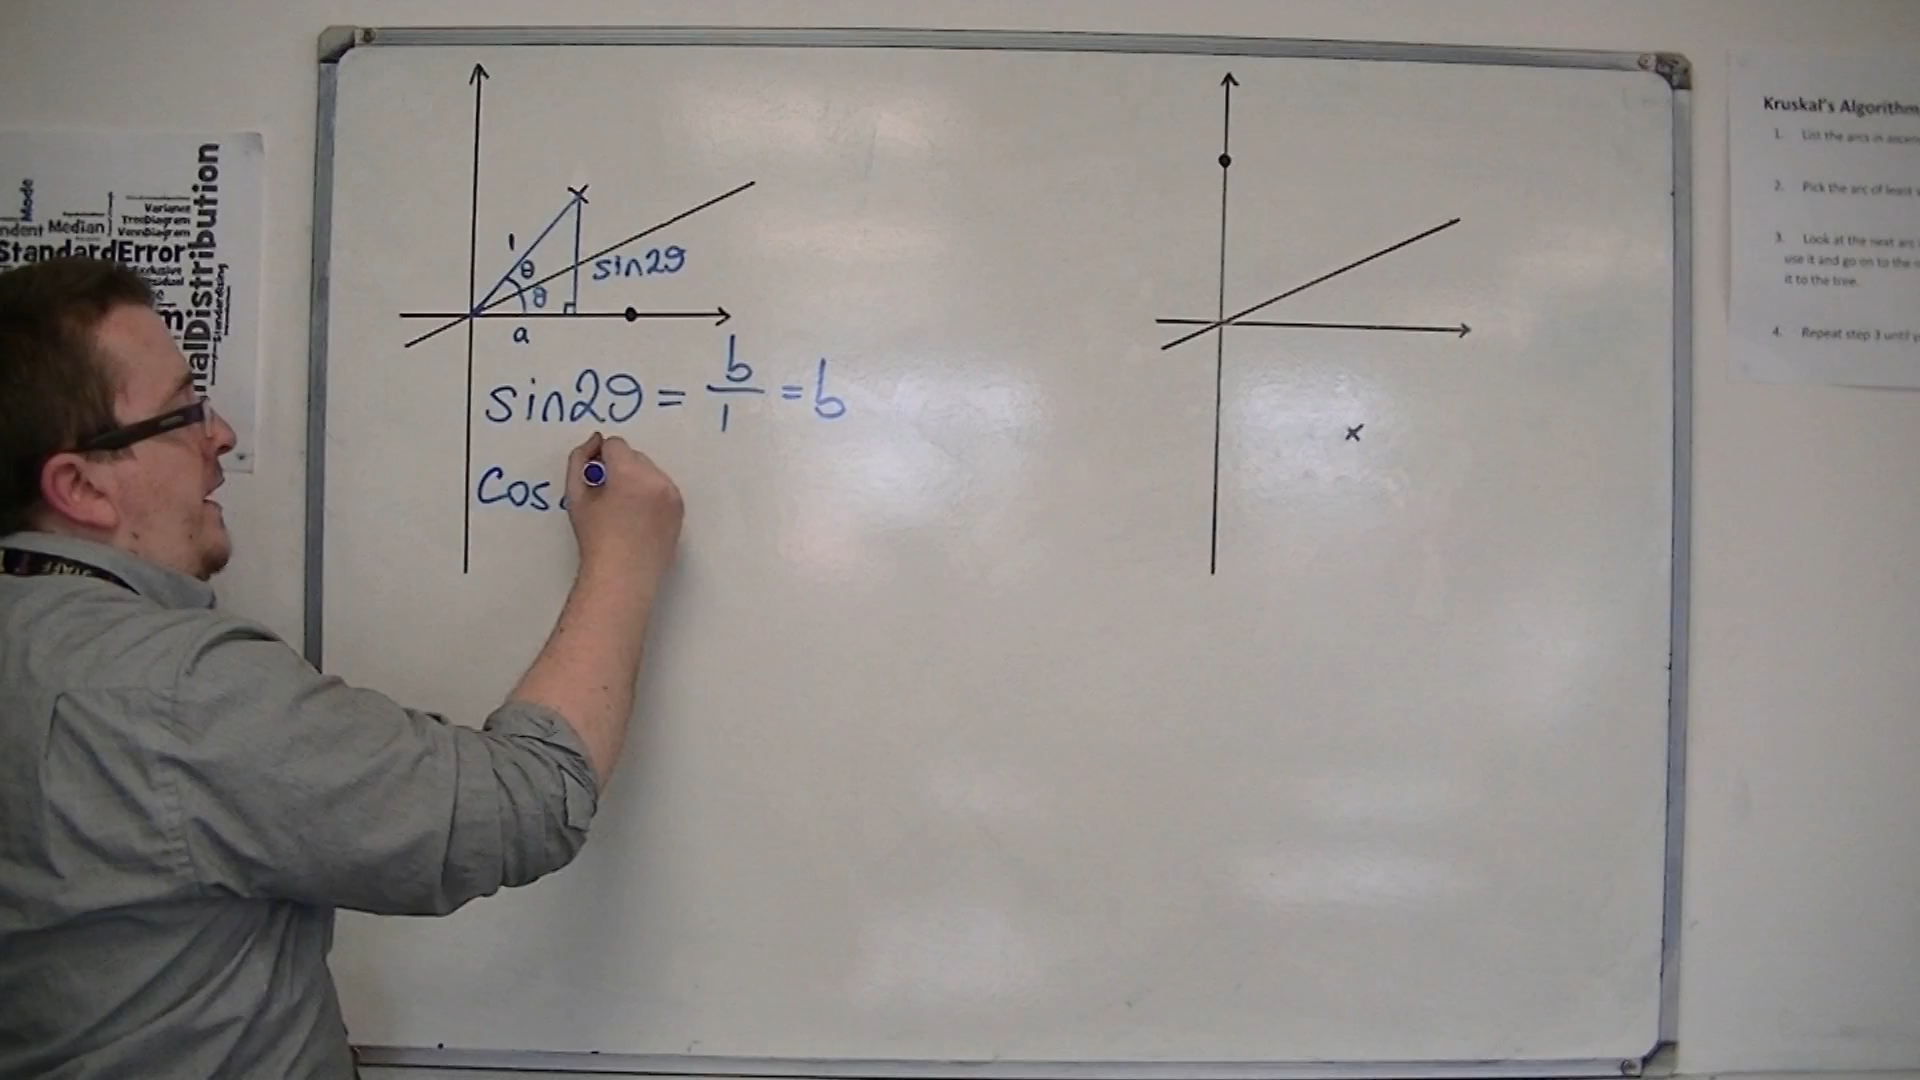 Mode
Variance
TreeDiagram
VennDiagram
Median
StandardError
Distribution
1
θ
θ
sin2θ
a
sin2θ = b/1 = b
cos
Kruskal's Algorithm
1. List the arcs in
2. Pick the arc of least
3. Look at the next arc
use it and go on to the
it to the tree.
4. Repeat step 3 until